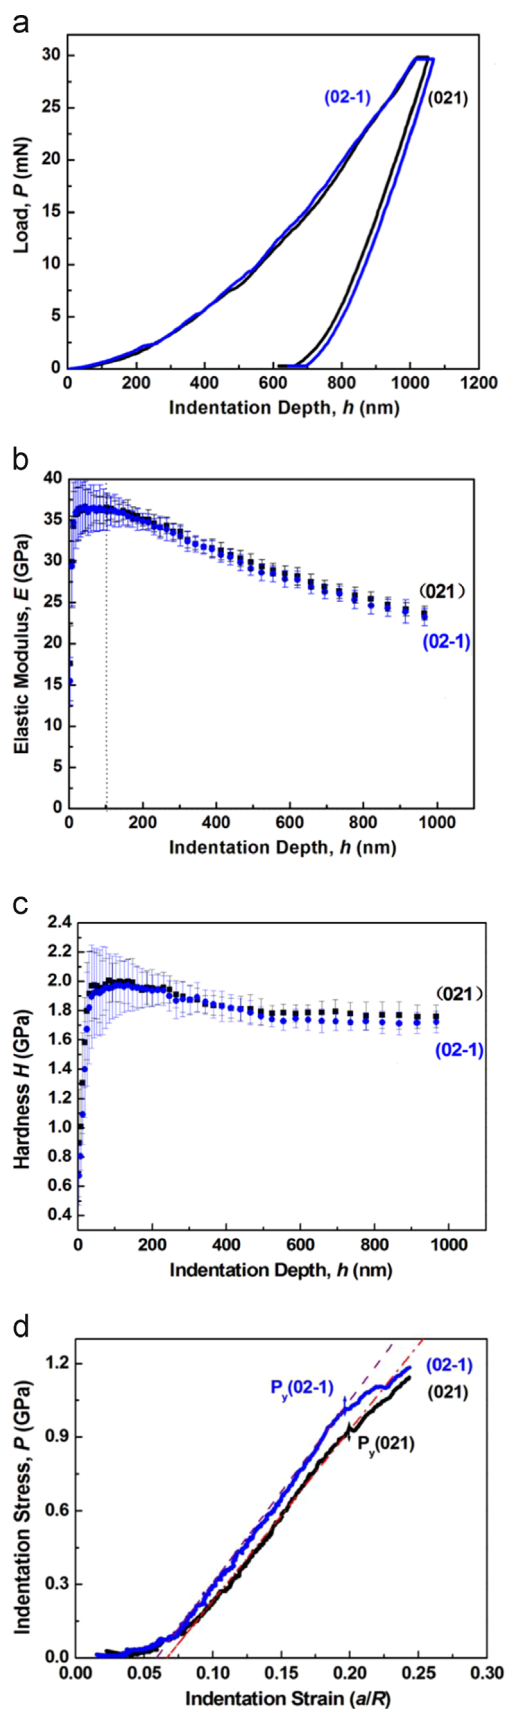 a
30
25
20
15
10
5
0
Load, P (mN)
(02-1)
(021)
0 200 400 600 800 1000 1200
Indentation Depth, h (nm)
b
40
35
30
25
20
15
10
5
0
Elastic Modulus, E (GPa)
(021)
(02-1)
0 200 400 600 800 1000
Indentation Depth, h (nm)
c
2.4
2.2
2.0
1.8
1.6
1.4
1.2
1.0
0.8
0.6
0.4
Hardness H (GPa)
(021)
(02-1)
0 200 400 600 800 1000
Indentation Depth, h (nm)
d
1.2
0.9
0.6
0.3
0.0
Indentation Stress, P (GPa)
(02-1)
Py(02-1)
(021)
Py(021)
0.00 0.05 0.10 0.15 0.20 0.25 0.30
Indentation Strain (a/R)